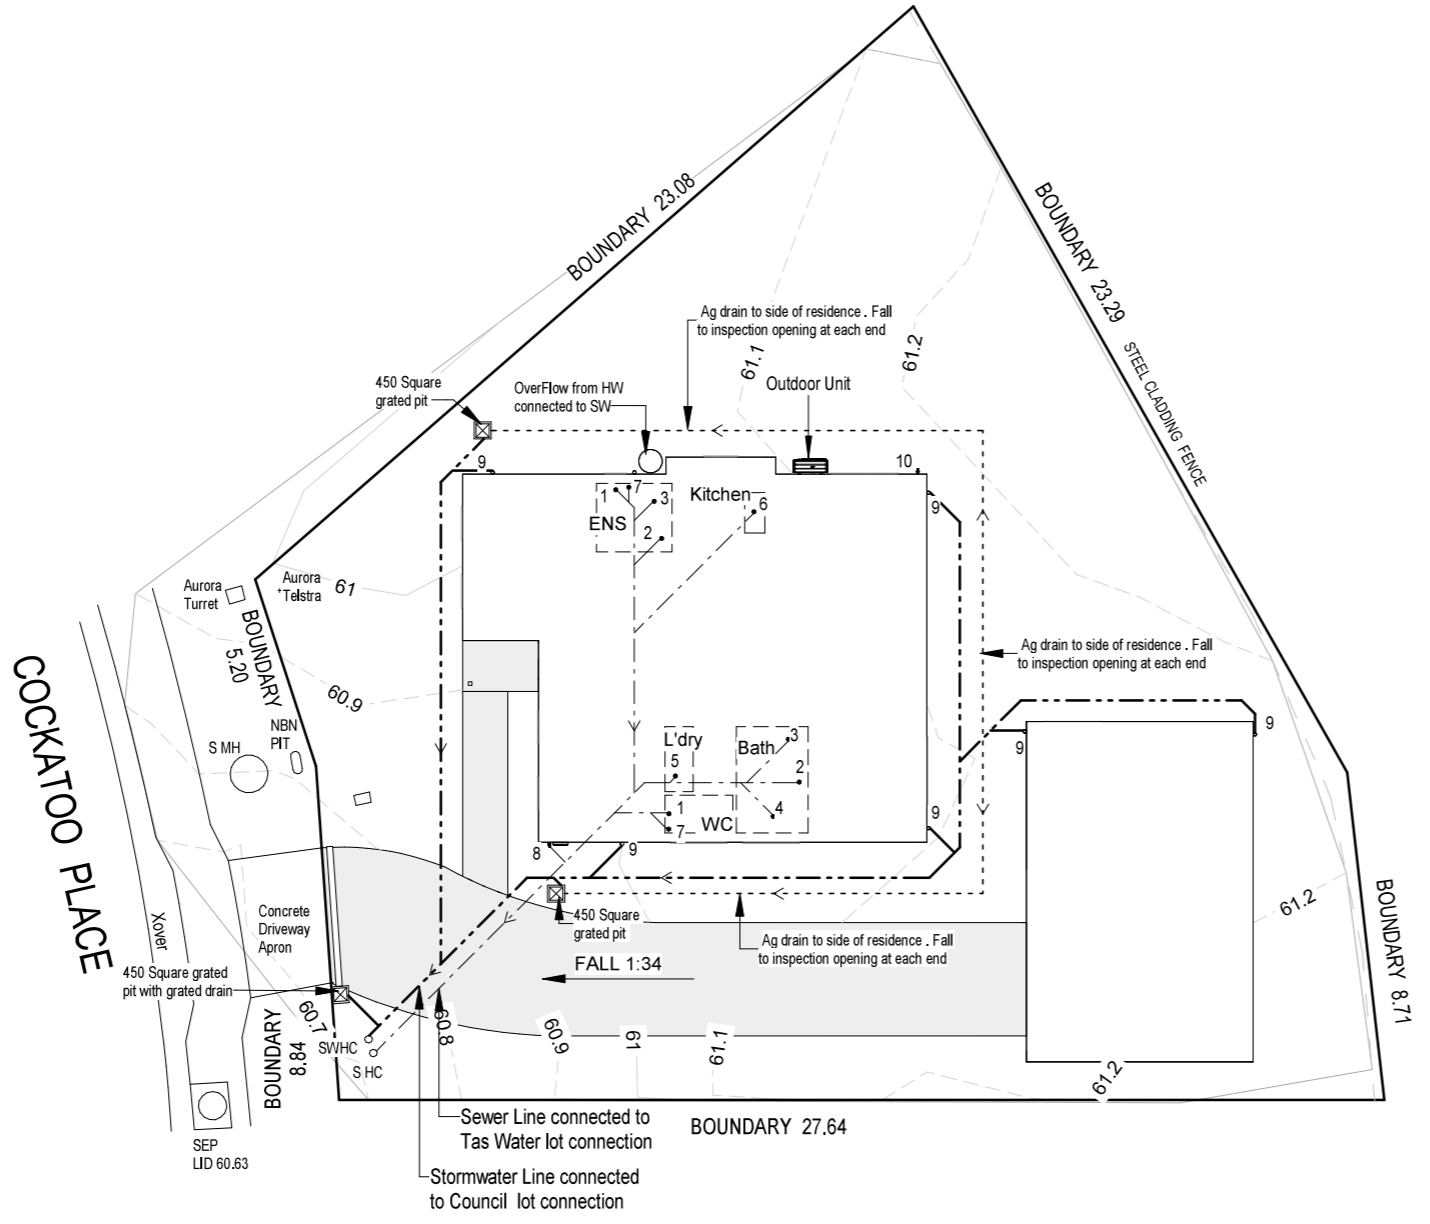 BOUNDARY 23.08
BOUNDARY 23.29
STEEL CLADDING FENCE
Ag drain to side of residence . Fall
to inspection opening at each end
61.1
61.2
450 Square
grated pit
OverFlow from HW
connected to SW
Outdoor Unit
9
10
1
7
3
ENS
2
Kitchen
6
9
Aurora
Turret
Aurora
Telstra
61
BOUNDARY
5.20
60.9
Ag drain to side of residence . Fall
to inspection opening at each end
COCKATOO PLACE
S MH
NBN
PIT
L'dry
5
Bath
3
2
4
1
7
WC
9
9
9
8
9
Xover
Concrete
Driveway
Apron
450 Square
grated pit
Ag drain to side of residence . Fall
to inspection opening at each end
61.2
BOUNDARY 8.71
450 Square grated
pit with grated drain
FALL 1:34
60.7
60.8
60.9
61
61.1
61.2
SWHC
S HC
BOUNDARY
8.84
SEP
LID 60.63
Sewer Line connected to
Tas Water lot connection
BOUNDARY 27.64
Stormwater Line connected
to Council lot connection